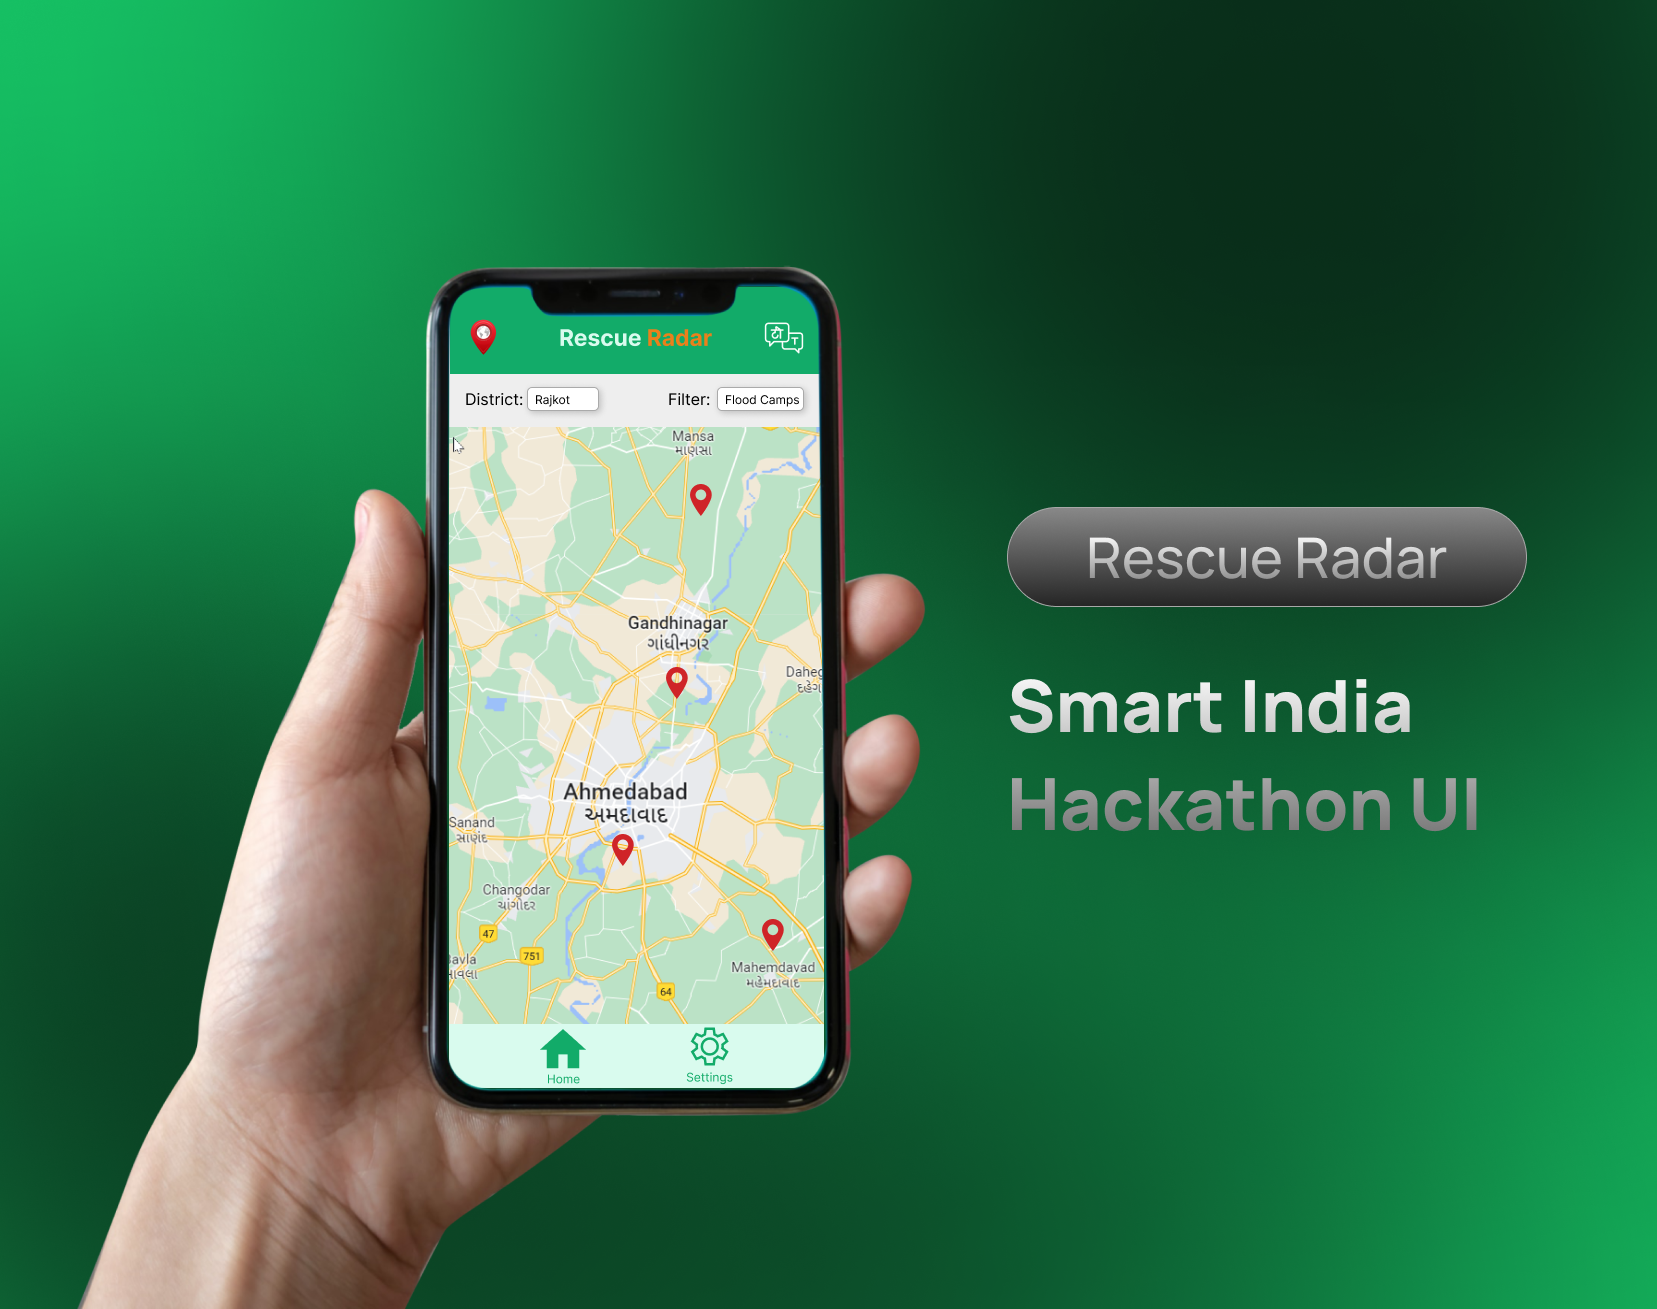 Rescue Radar
District: Rajkot Filter: Flood Camps
Mansa
માણસા
Gandhinagar
ગાંધીનગર
Daheg
દહેગા
Ahmedabad
અમદાવાદ
Sanand
સાણંદ
Changodar
ચાંગોદર
47
751
Bavla
બાવલા
Mahemdavad
મહેમદાવાદ
64
Home Settings
Rescue Radar
Smart India
Hackathon UI